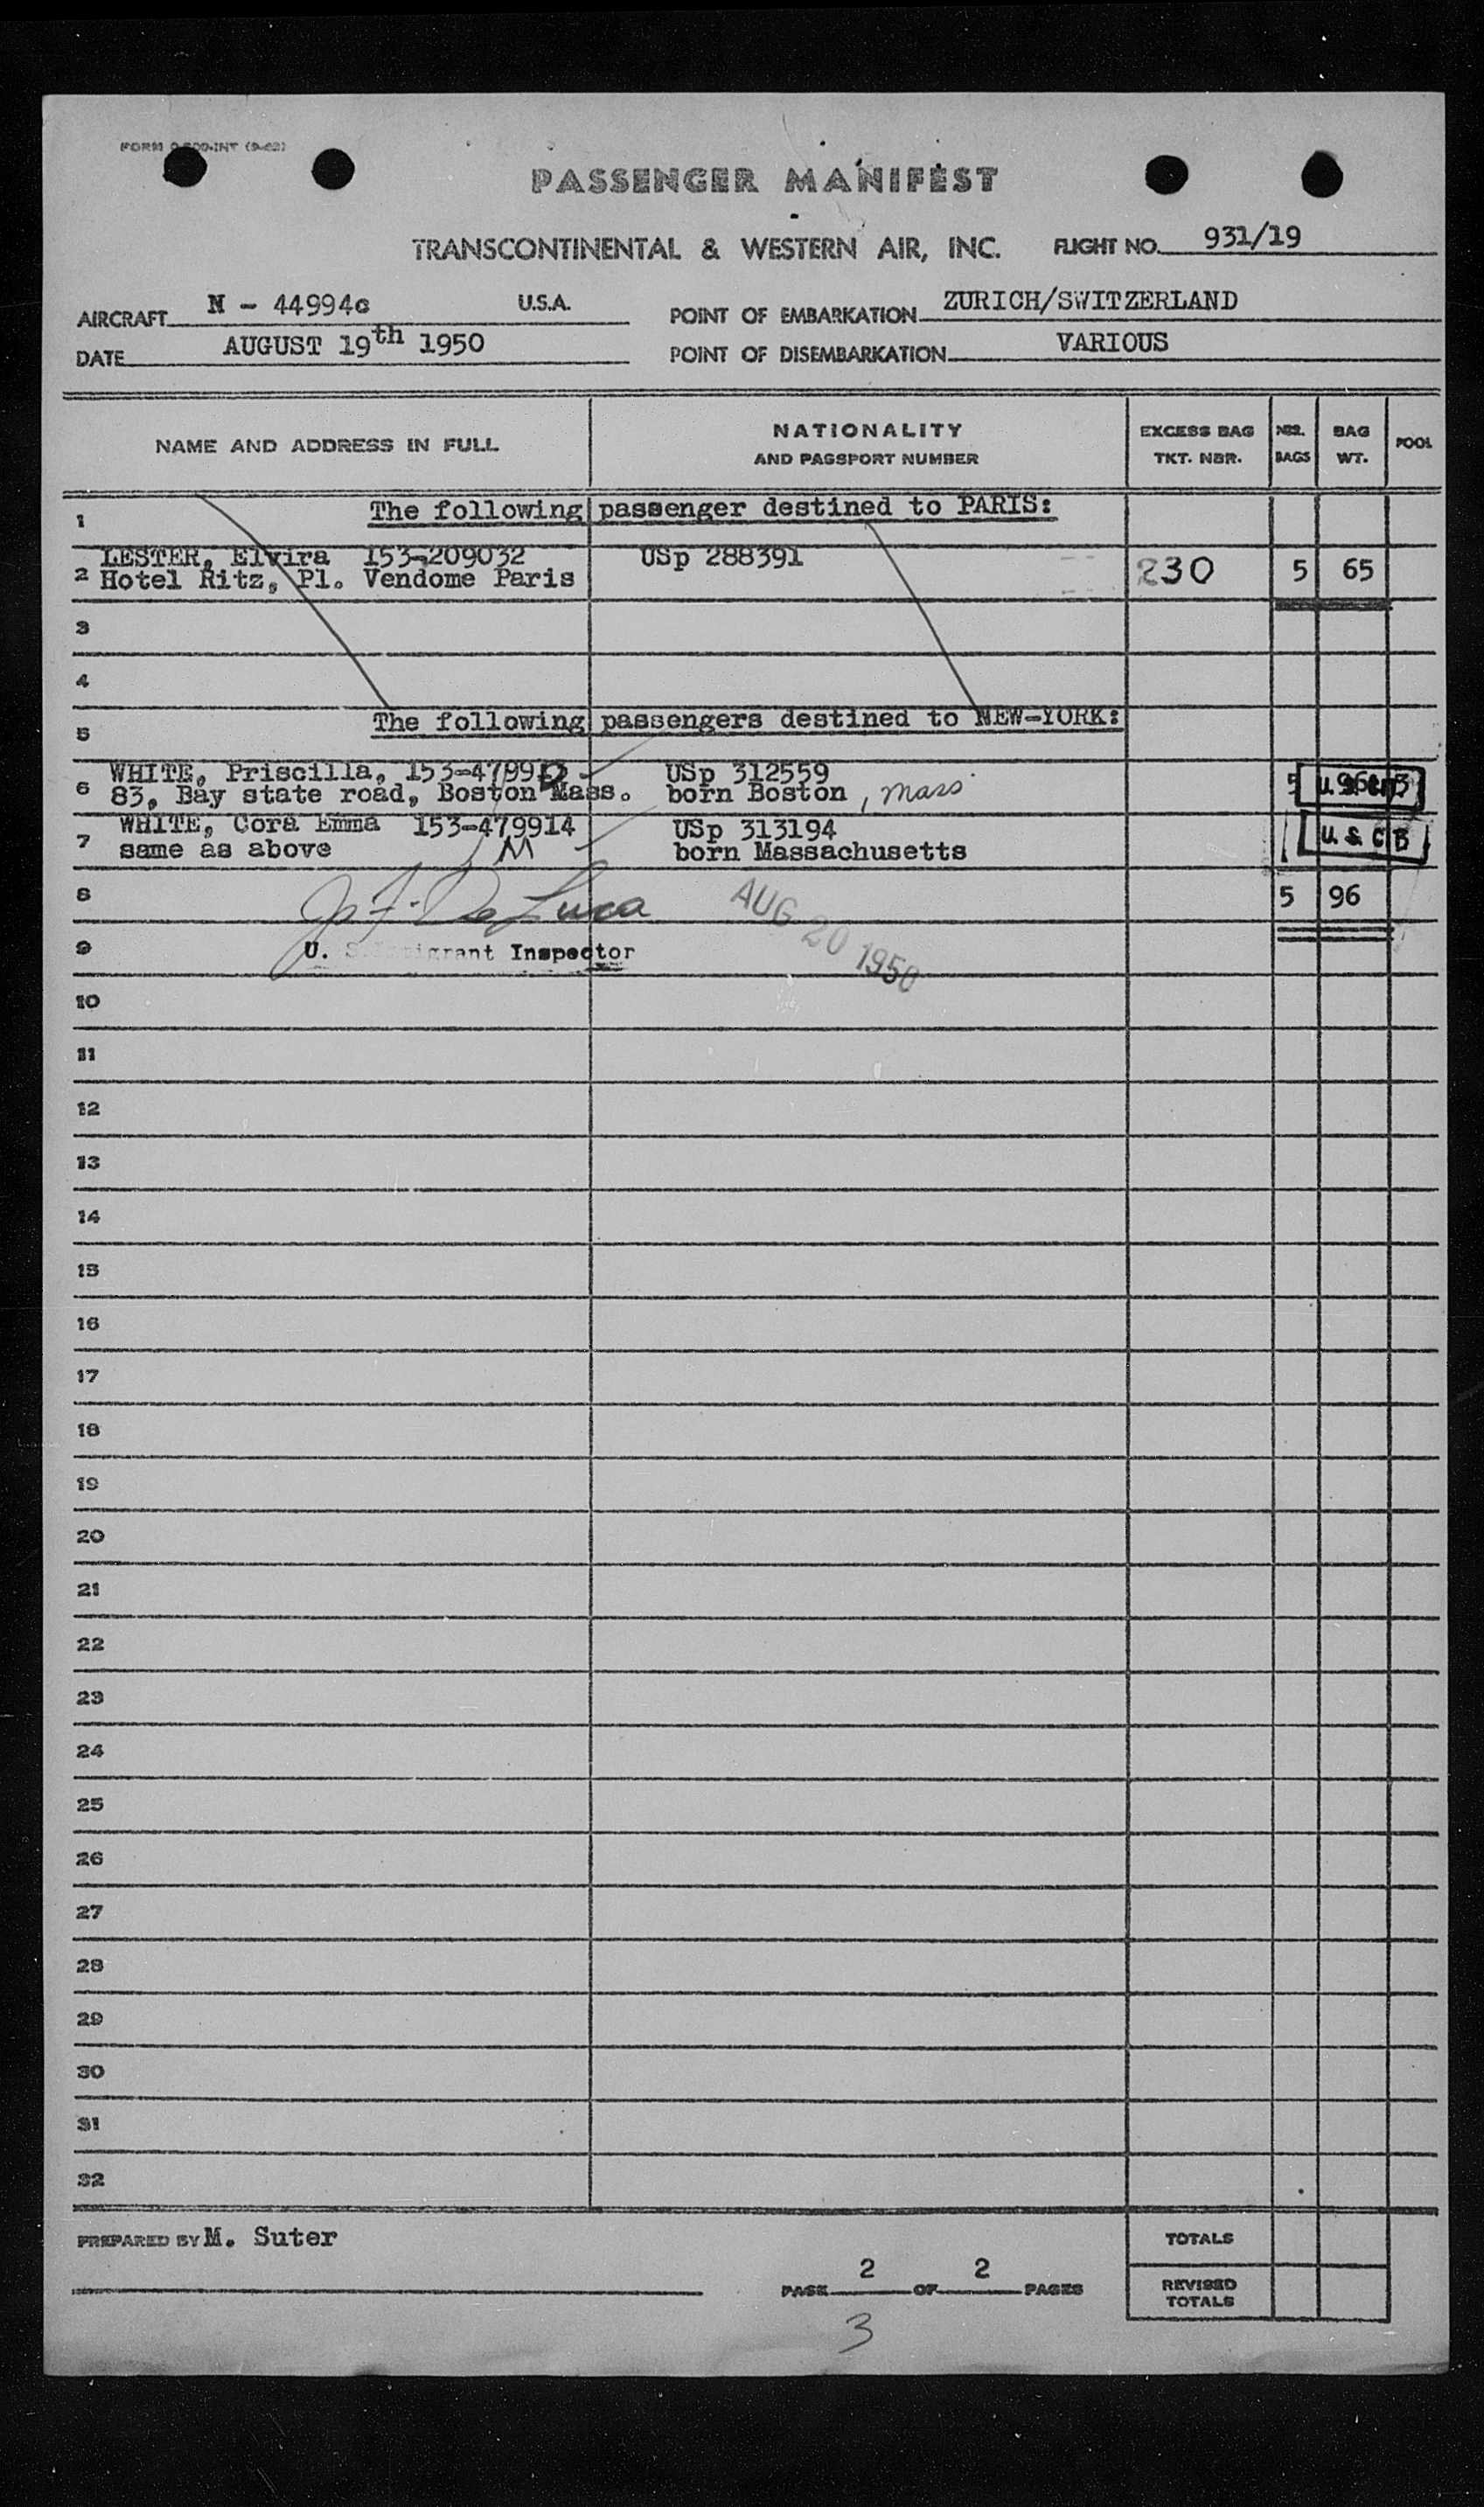 PASSENGER MANIFEST
TRANSCONTINENTAL & WESTERN AIR, INC. FLIGHT NO. 931/19
AIRCRAFT N - 44994c U.S.A. POINT OF EMBARKATION ZURICH/SWITZERLAND
DATE AUGUST 19th 1950 POINT OF DISEMBARKATION VARIOUS
NAME AND ADDRESS IN FULL NATIONALITY AND PASSPORT NUMBER EXCESS BAG TKT. NBR. NBR. BAGS BAG WT. POOL
1 The following passenger destined to PARIS:
LESTER, Elvira 153-209032 USp 288391
2 Hotel Ritz, Pl. Vendome Paris 230 5 65
3
4
5 The following passengers destined to NEW-YORK:
WHITE, Priscilla, USp 312559
6 83, Bay state road, Boston Mass. born Boston, Mass. 5 96
WHITE, Cora Emma 153-479914 USp 313194 U S C B
7 same as above M born Massachusetts
8 J. F. De Luca AUG 20 1950 5 96
9 U. Immigrant Inspector
10
11
12
13
14
15
16
17
18
19
20
21
22
23
24
25
26
27
28
29
30
31
32
PREPARED BY M. Suter TOTALS
PAGE 2 OF 2 PAGES REVISED TOTALS
3